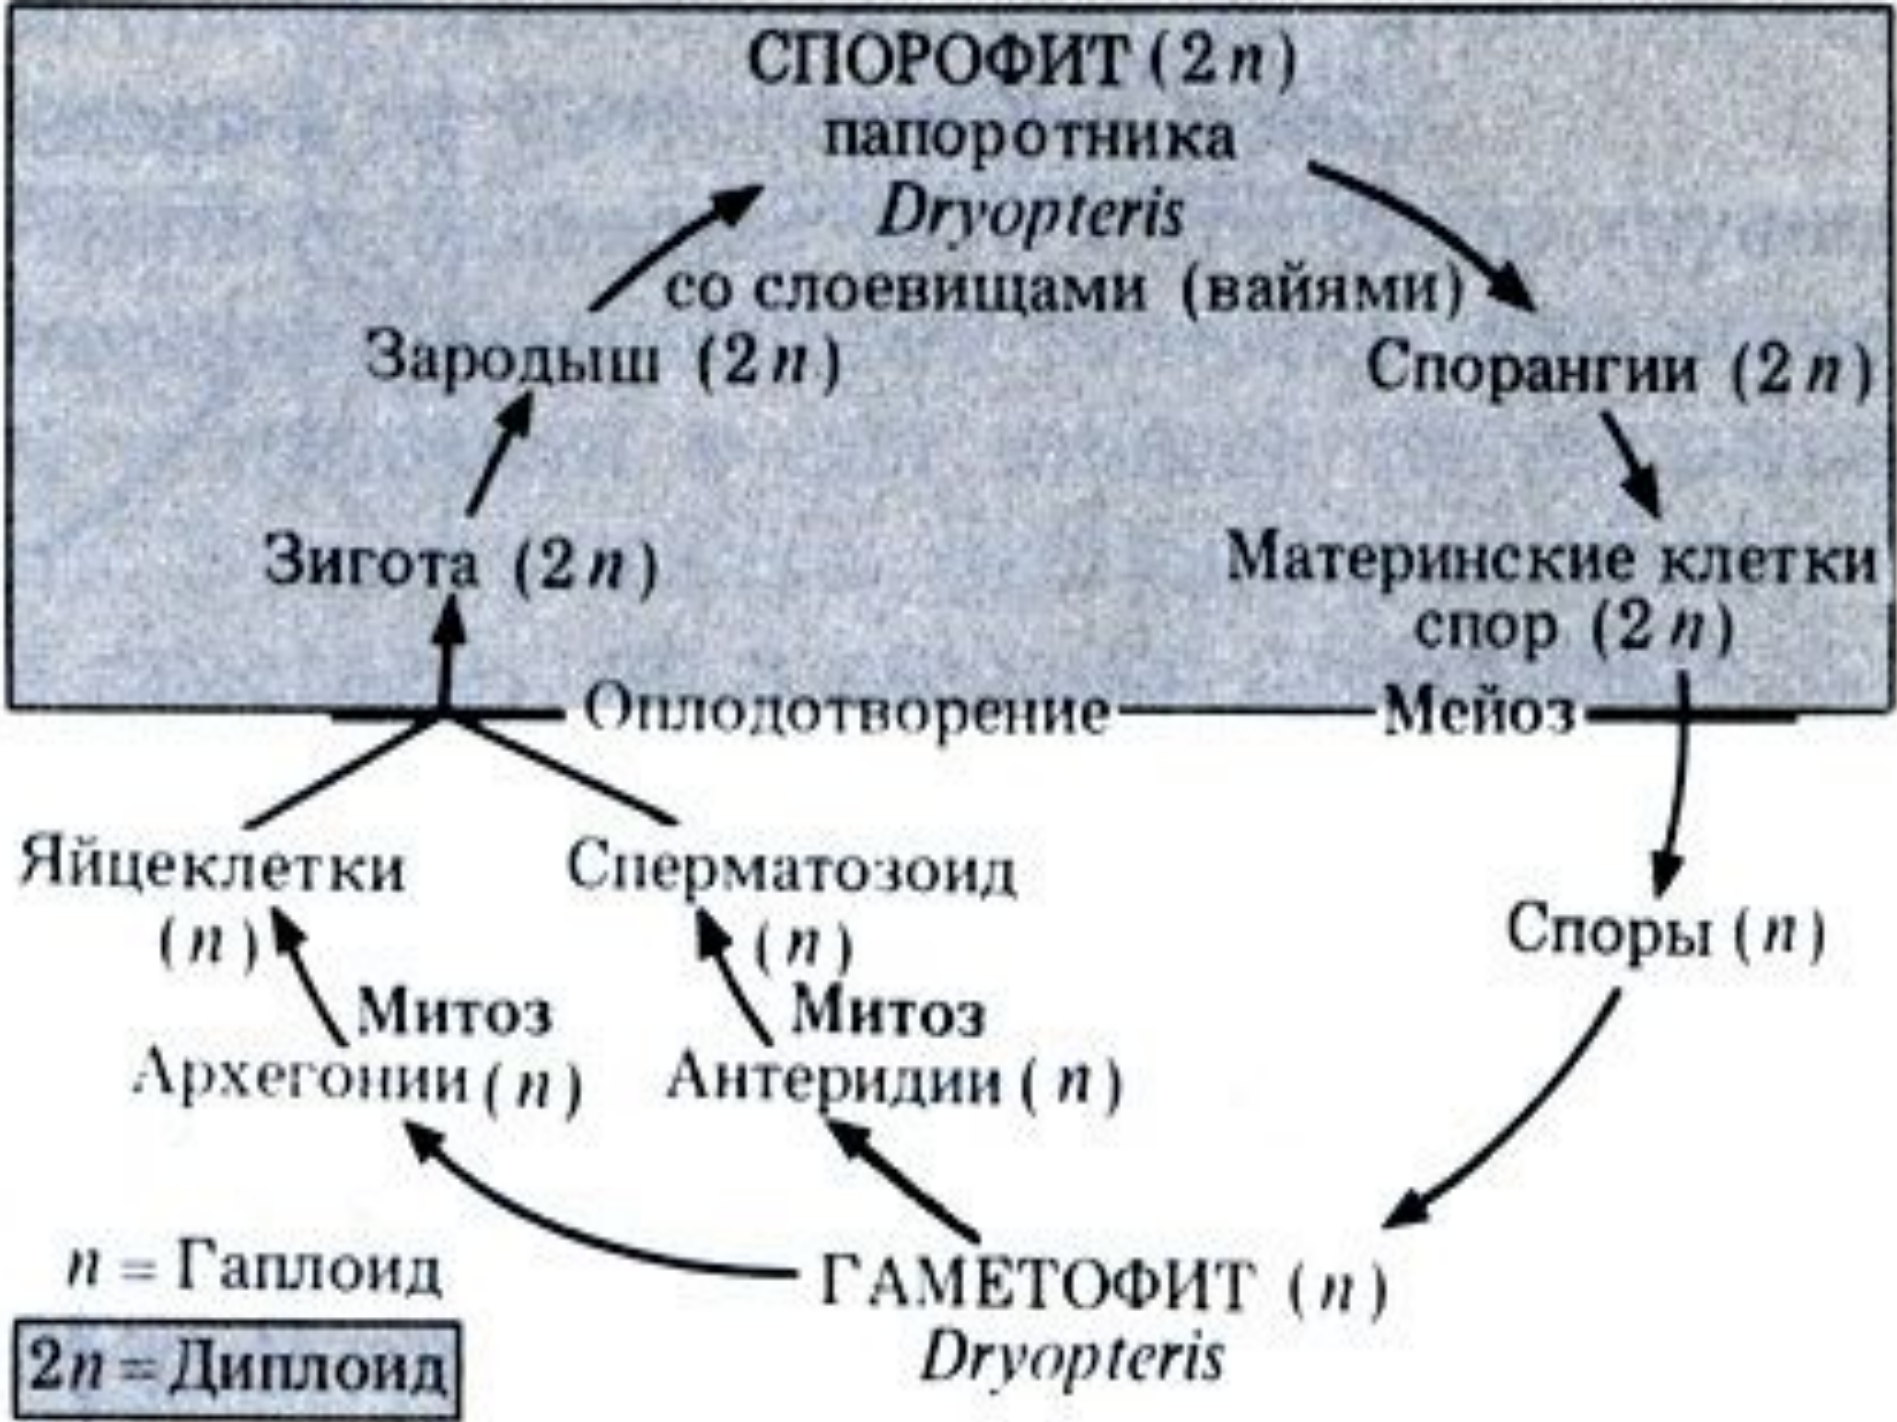 СПОРОФИТ (2n)
папоротника
Dryopteris
со слоевищами (вайями)
Зародыш (2n)
Спорангии (2n)
Зигота (2n)
Материнские клетки
спор (2n)
Оплодотворение
Мейоз
Яйцеклетки
(n)
Сперматозоид
(n)
Споры (n)
Митоз
Митоз
Архегонии (n)
Антеридии (n)
n = Гаплоид
ГАМЕТОФИТ (n)
Dryopteris
2n = Диплоид